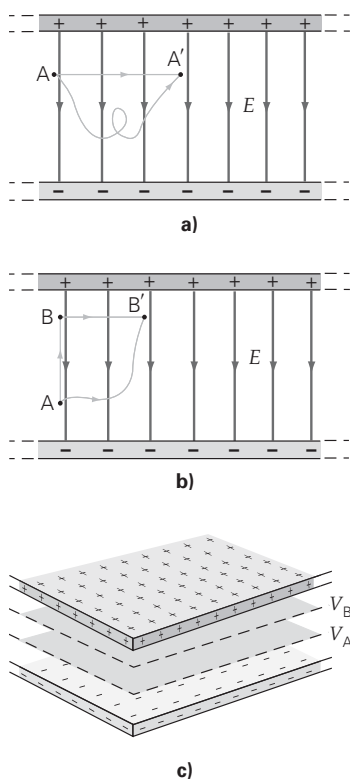 + + + + + + +
A
A′
E
− − − − − − −
a)
+ + + + + + +
B
B′
E
A
− − − − − − −
b)
V_B
V_A
c)